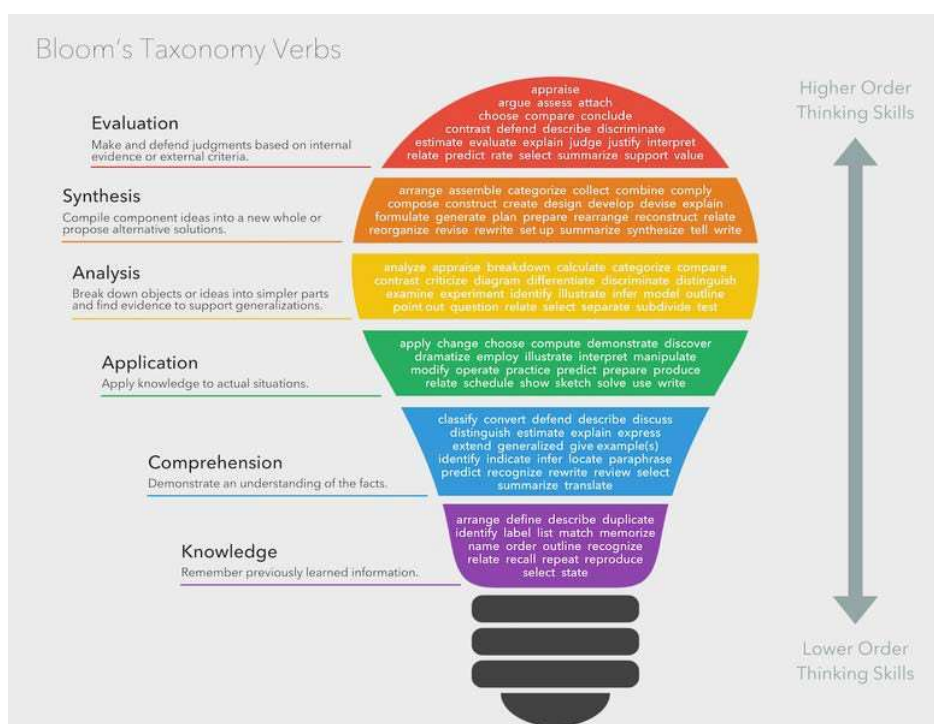 Bloom's Taxonomy Verbs
Higher Order
Thinking Skills
Evaluation
Make and defend judgments based on internal
evidence or external criteria.
appraise
argue assess attach
choose compare conclude
contrast defend describe discriminate
estimate evaluate explain judge justify interpret
relate predict rate select summarize support value
Synthesis
Compile component ideas into a new whole or
propose alternative solutions.
arrange assemble categorize collect combine comply
compose construct create design develop devise explain
formulate generate plan prepare rearrange reconstruct relate
reorganize revise rewrite set up summarize synthesize tell write
Analysis
Break down objects or ideas into simpler parts
and find evidence to support generalizations.
analyze appraise breakdown calculate categorize compare
contrast criticize diagram differentiate discriminate distinguish
examine experiment identify illustrate infer model outline
point out question relate select separate subdivide test
Application
Apply knowledge to actual situations.
apply change choose compute demonstrate discover
dramatize employ illustrate interpret manipulate
modify operate practice predict prepare produce
relate schedule show sketch solve use write
Comprehension
Demonstrate an understanding of the facts.
classify convert defend describe discuss
distinguish estimate explain express
extend generalized give example(s)
identify indicate infer locate paraphrase
predict recognize rewrite review select
summarize translate
Knowledge
Remember previously learned information.
arrange define describe duplicate
identify label list match memorize
name order outline recognize
relate recall repeat reproduce
select state
Lower Order
Thinking Skills